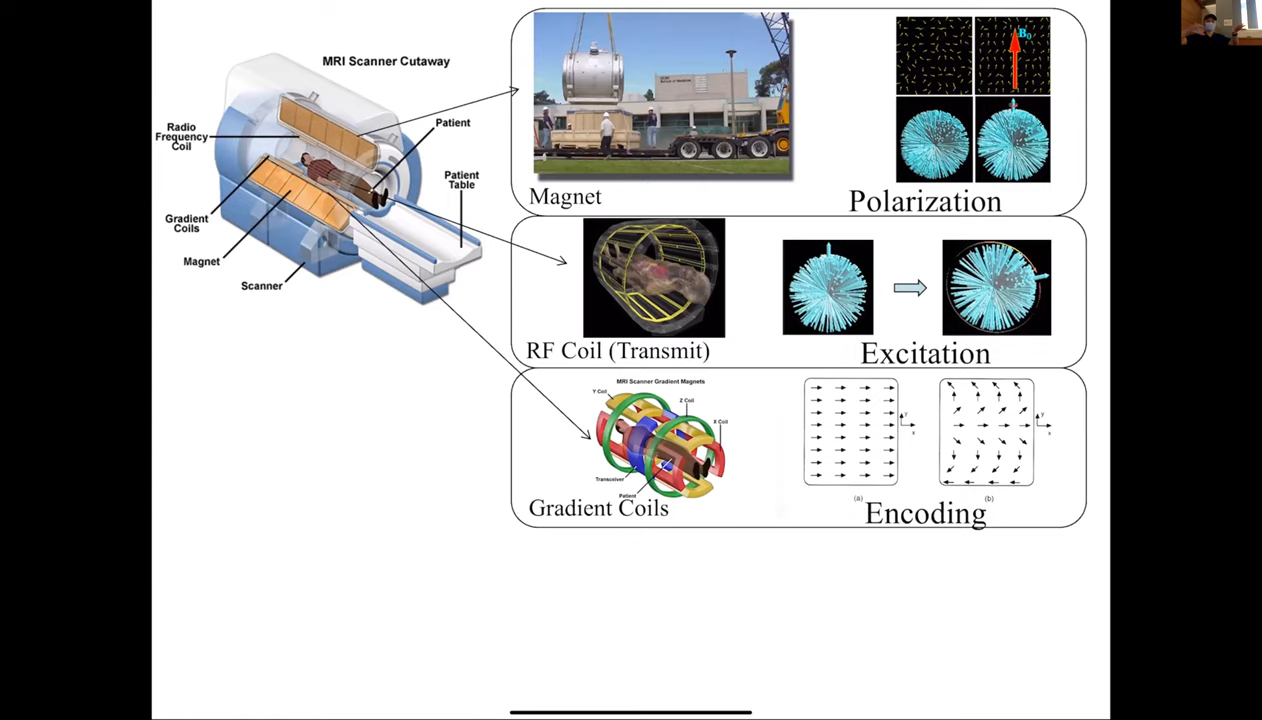 MRI Scanner Cutaway
Radio
Frequency
Coil
Patient
Patient
Table
Gradient
Coils
Magnet
Scanner
Magnet
B0
Polarization
RF Coil (Transmit)
Excitation
MRI Scanner Gradient Magnets
Y Coil
Z Coil
X Coil
Transceiver
Patient
Gradient Coils
y
x
(a)
y
x
(b)
Encoding